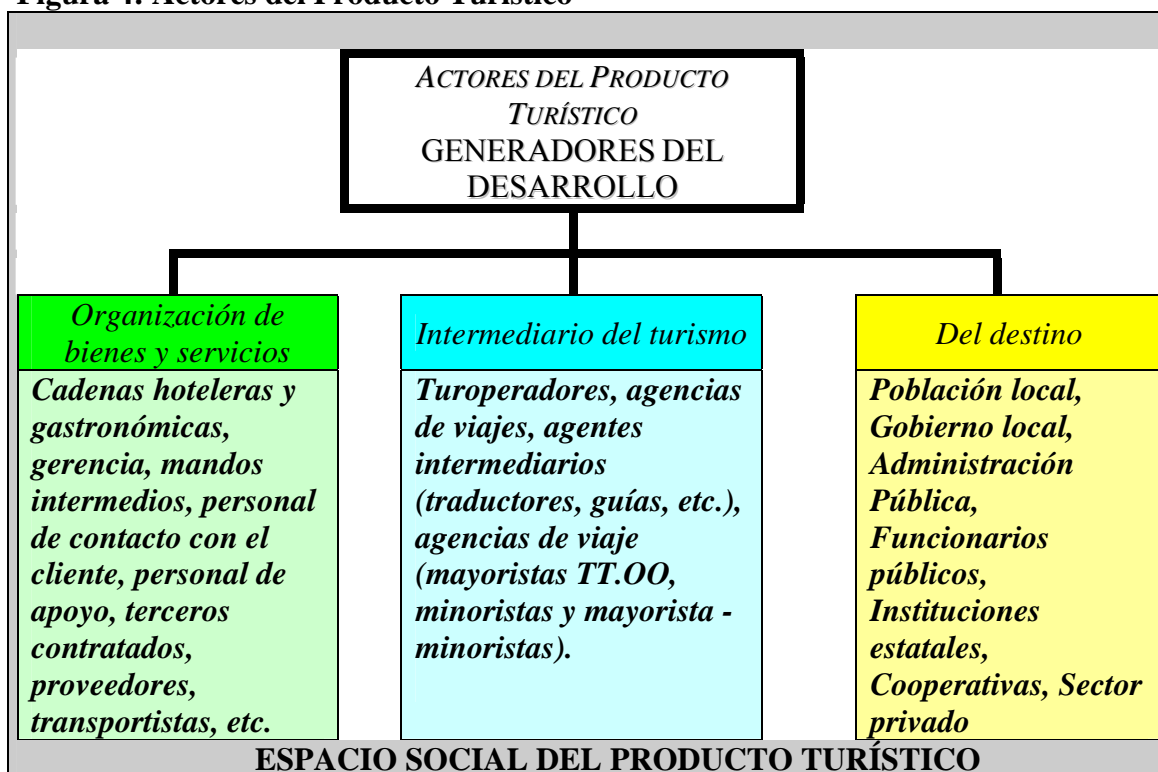 Figura 4: Actores del Producto Turístico
ACTORES DEL PRODUCTO
TURÍSTICO
GENERADORES DEL
DESARROLLO
Organización de
bienes y servicios
Cadenas hoteleras y
gastronómicas,
gerencia, mandos
intermedios, personal
de contacto con el
cliente, personal de
apoyo, terceros
contratados,
proveedores,
transportistas, etc.
Intermediario del turismo
Turoperadores, agencias
de viajes, agentes
intermediarios
(traductores, guías, etc.),
agencias de viaje
(mayoristas TT.OO,
minoristas y mayorista -
minoristas).
Del destino
Población local,
Gobierno local,
Administración
Pública,
Funcionarios
públicos,
Instituciones
estatales,
Cooperativas, Sector
privado
ESPACIO SOCIAL DEL PRODUCTO TURÍSTICO